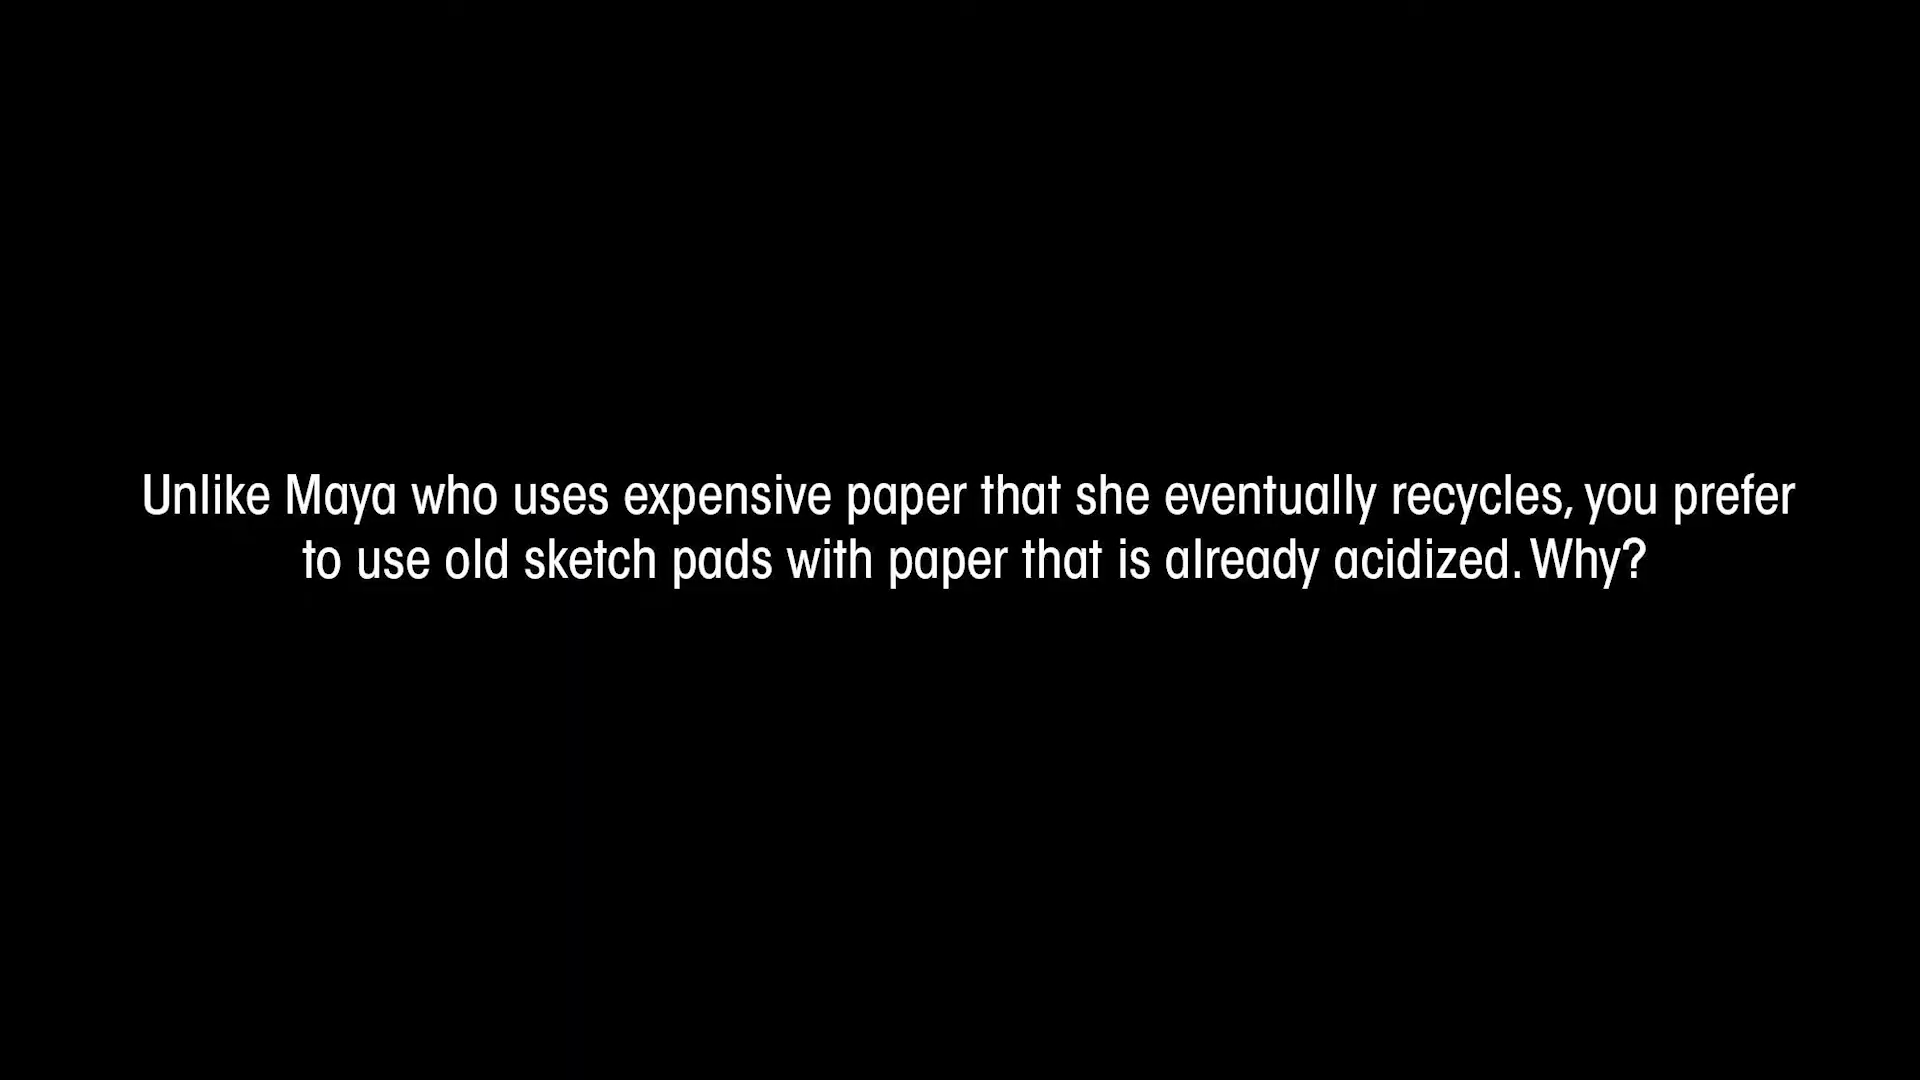 Unlike Maya who uses expensive paper that she eventually recycles, you prefer
to use old sketch pads with paper that is already acidized. Why?